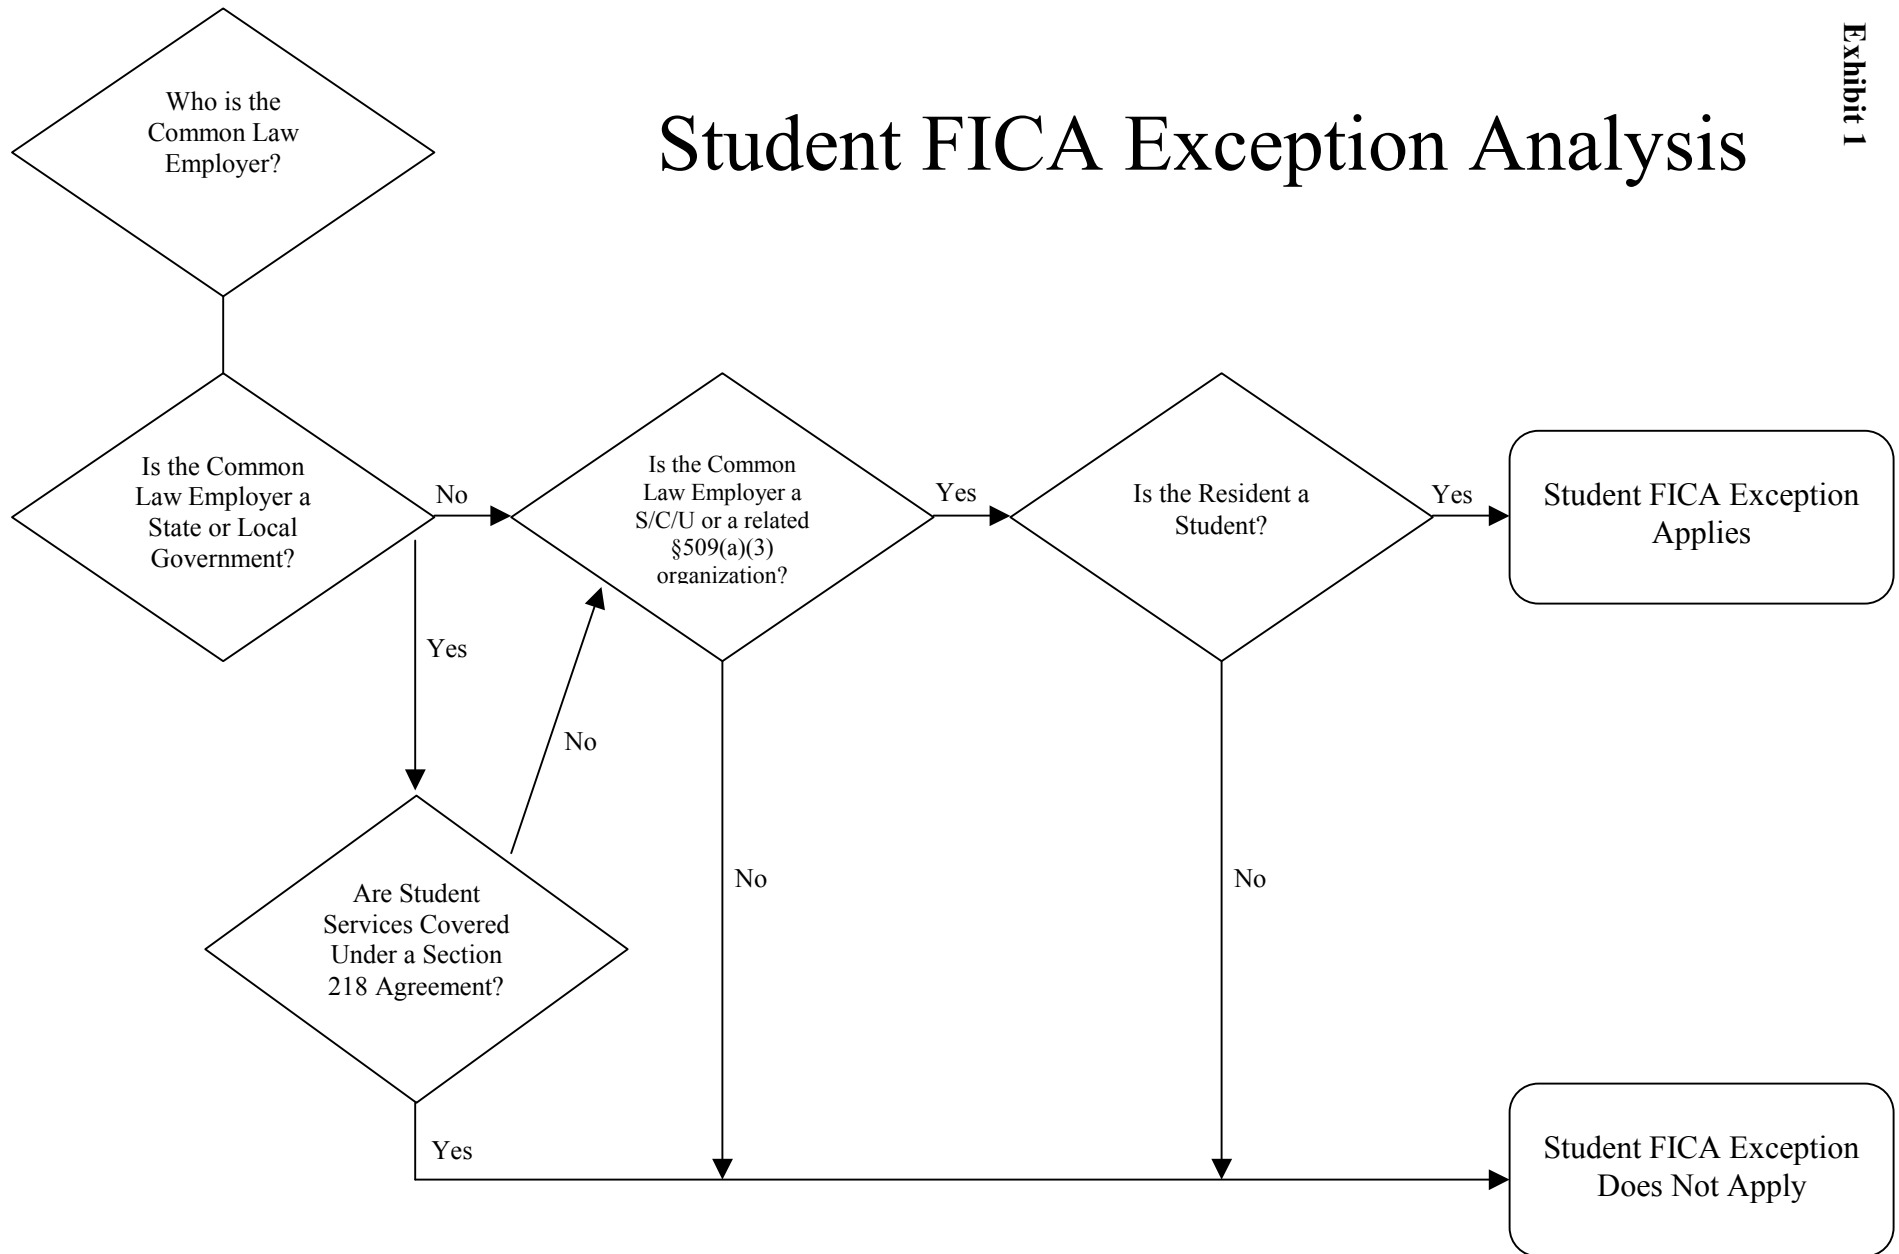 Exhibit 1
Student FICA Exception Analysis
Who is the
Common Law
Employer?
Is the Common
Law Employer a
State or Local
Government?
No
Is the Common
Law Employer a
S/C/U or a related
§509(a)(3)
organization?
Yes
Is the Resident a
Student?
Yes
Student FICA Exception
Applies
Yes
No
Are Student
Services Covered
Under a Section
218 Agreement?
No
No
Yes
Student FICA Exception
Does Not Apply